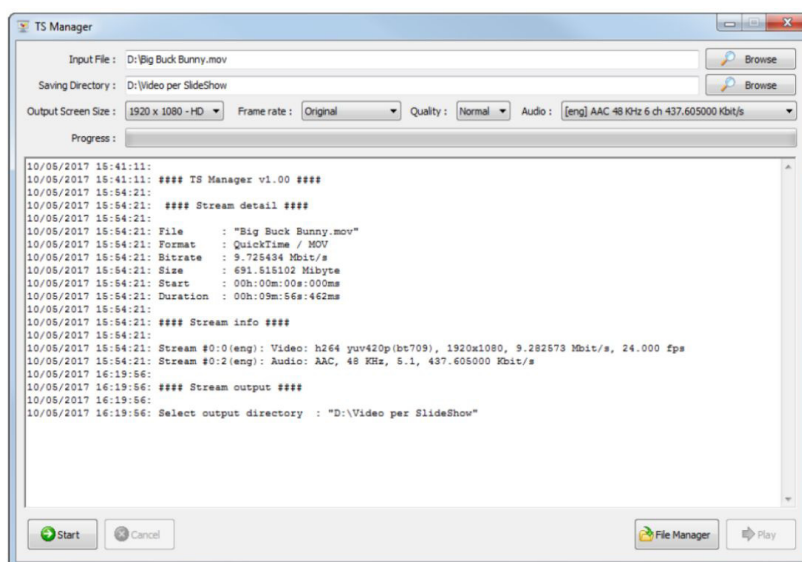 TS Manager
Input File : D:\Big Buck Bunny.mov Browse
Saving Directory : D:\Video per SlideShow Browse
Output Screen Size : 1920 x 1080 - HD Frame rate : Original Quality : Normal Audio : [eng] AAC 48 KHz 6 ch 437.605000 Kbit/s
Progress :
10/05/2017 15:41:11:
10/05/2017 15:41:11: #### TS Manager v1.00 ####
10/05/2017 15:54:21:
10/05/2017 15:54:21: #### Stream detail ####
10/05/2017 15:54:21:
10/05/2017 15:54:21: File : "Big Buck Bunny.mov"
10/05/2017 15:54:21: Format : QuickTime / MOV
10/05/2017 15:54:21: Bitrate : 9.725434 Mbit/s
10/05/2017 15:54:21: Size : 691.515102 Mibyte
10/05/2017 15:54:21: Start : 00h:00m:00s:000ms
10/05/2017 15:54:21: Duration : 00h:09m:56s:462ms
10/05/2017 15:54:21:
10/05/2017 15:54:21: #### Stream info ####
10/05/2017 15:54:21:
10/05/2017 15:54:21: Stream #0:0(eng): Video: h264 yuv420p(bt709), 1920x1080, 9.282573 Mbit/s, 24.000 fps
10/05/2017 15:54:21: Stream #0:2(eng): Audio: AAC, 48 KHz, 5.1, 437.605000 Kbit/s
10/05/2017 16:19:56:
10/05/2017 16:19:56: #### Stream output ####
10/05/2017 16:19:56:
10/05/2017 16:19:56: Select output directory : "D:\Video per SlideShow"
Start Cancel File Manager Play